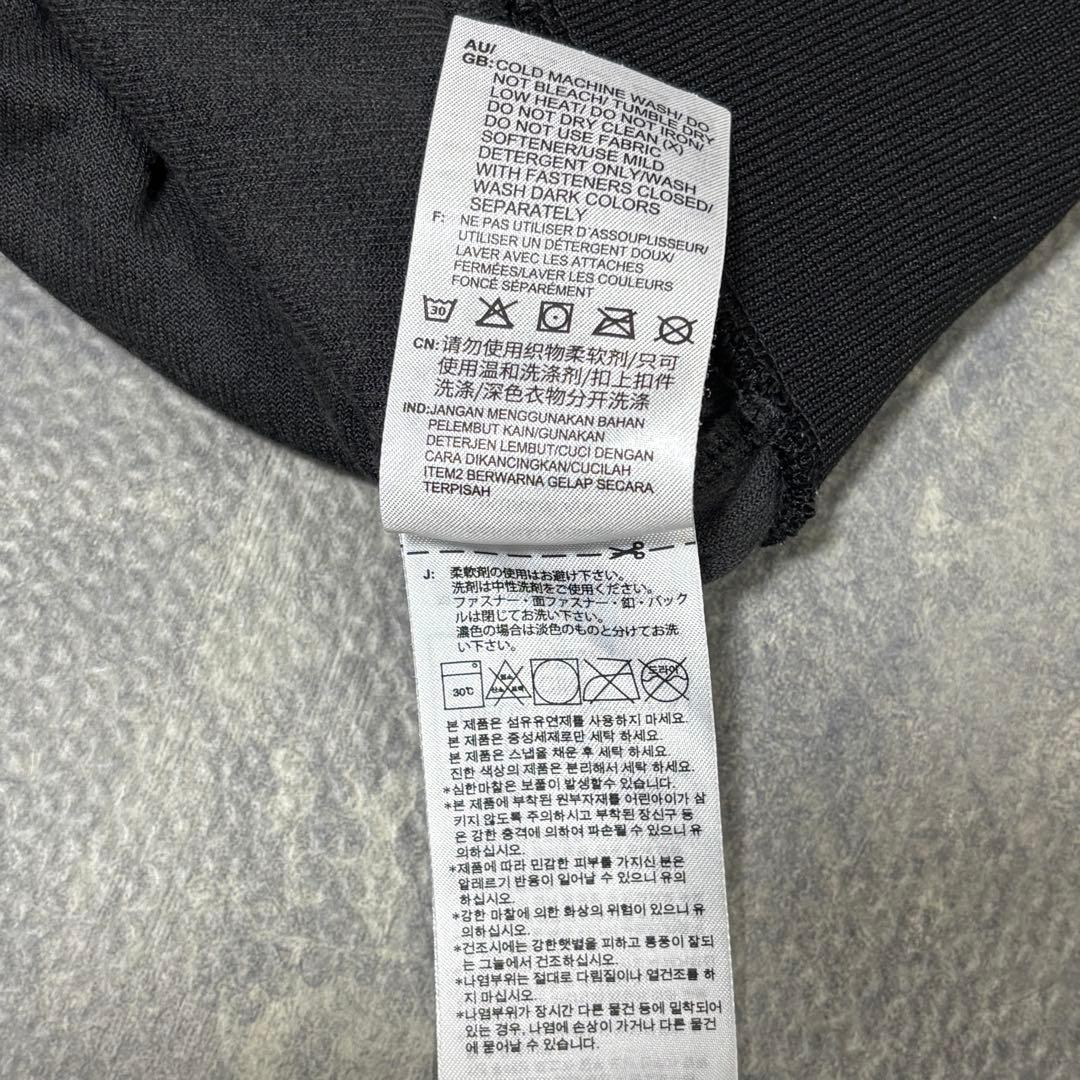 AU/
GB: COLD MACHINE WASH/ DO
NOT BLEACH/ TUMBLE DRY
LOW HEAT/ DO NOT IRON/
DO NOT DRY CLEAN (X)
DO NOT USE FABRIC
SOFTENER/USE MILD
DETERGENT ONLY/WASH
WITH FASTENERS CLOSED/
WASH DARK COLORS
SEPARATELY
F: NE PAS UTILISER D'ASSOUPLISSEUR/
UTILISER UN DÉTERGENT DOUX/
LAVER AVEC LES ATTACHES
FERMÉES/LAVER LES COULEURS
FONCÉ SÉPARÉMENT
30
CN: 请勿使用织物柔软剂/只可
使用温和洗涤剂/扣上扣件
洗涤/深色衣物分开洗涤
IND:JANGAN MENGGUNAKAN BAHAN
PELEMBUT KAIN/GUNAKAN
DETERJEN LEMBUT/CUCI DENGAN
CARA DIKANCINGKAN/CUCILAH
ITEM2 BERWARNA GELAP SECARA
TERPISAH
J: 柔軟剤の使用はお避け下さい。
洗剤は中性洗剤をご使用ください。
ファスナー・面ファスナー・釦・バック
ルは閉じてお洗い下さい。
濃色の場合は淡色のものと分けてお洗
い下さい。
30℃ 염소 산소표백 드라이
본 제품은 섬유유연제를 사용하지 마세요.
본 제품은 중성세제로만 세탁 하세요.
본 제품은 스냅을 채운 후 세탁 하세요.
진한 색상의 제품은 분리해서 세탁 하세요.
*심한마찰은 보풀이 발생할수 있습니다.
*본 제품에 부착된 원부자재를 어린아이가 삼
키지 않도록 주의하시고 부착된 장신구 등
은 강한 충격에 의하여 파손될 수 있으니 유
의하십시오.
*제품에 따라 민감한 피부를 가지신 분은
알레르기 반응이 일어날 수 있으니 유의
하십시오.
*강한 마찰에 의한 화상의 위험이 있으니 유
의하십시오.
*건조시에는 강한햇볕을 피하고 통풍이 잘되
는 그늘에서 건조하십시오.
*나염부위는 절대로 다림질이나 열건조를 하
지 마십시오.
*나염부위가 장시간 다른 물건 등에 밀착되어
있는 경우, 나염에 손상이 가거나 다른 물건
에 묻어날 수 있습니다.